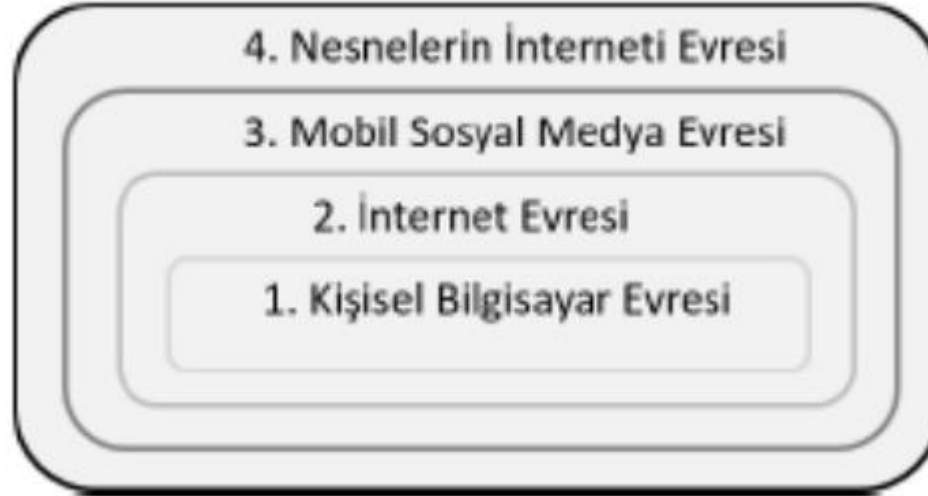 4. Nesnelerin İnterneti Evresi
3. Mobil Sosyal Medya Evresi
2. İnternet Evresi
1. Kişisel Bilgisayar Evresi